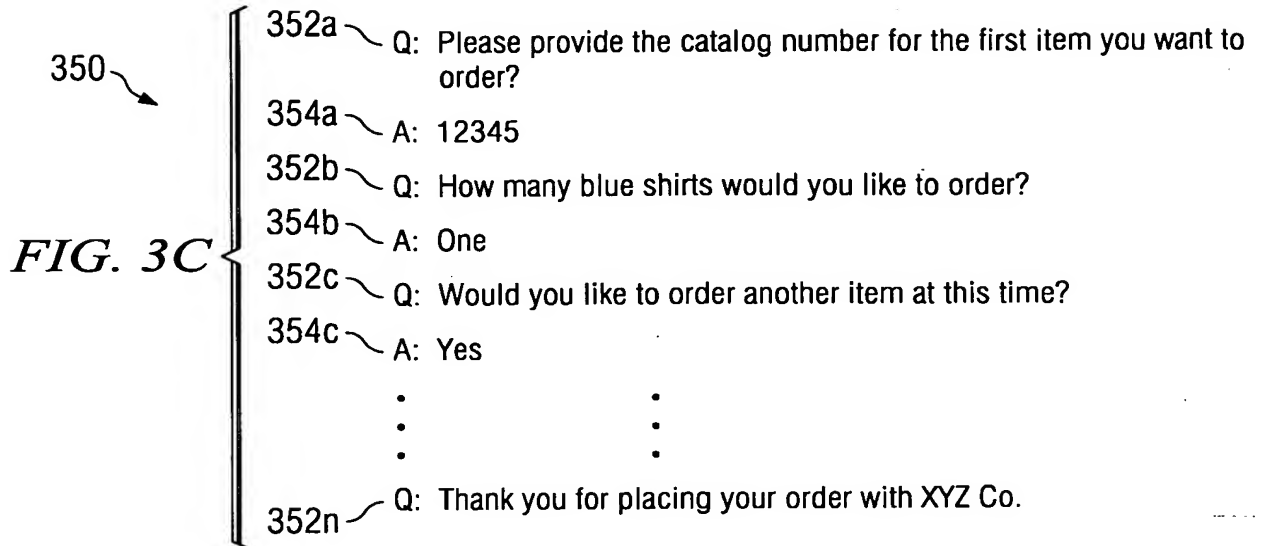 350
FIG. 3C
352a Q: Please provide the catalog number for the first item you want to
order?
354a A: 12345
352b Q: How many blue shirts would you like to order?
354b A: One
352c Q: Would you like to order another item at this time?
354c A: Yes
352n Q: Thank you for placing your order with XYZ Co.